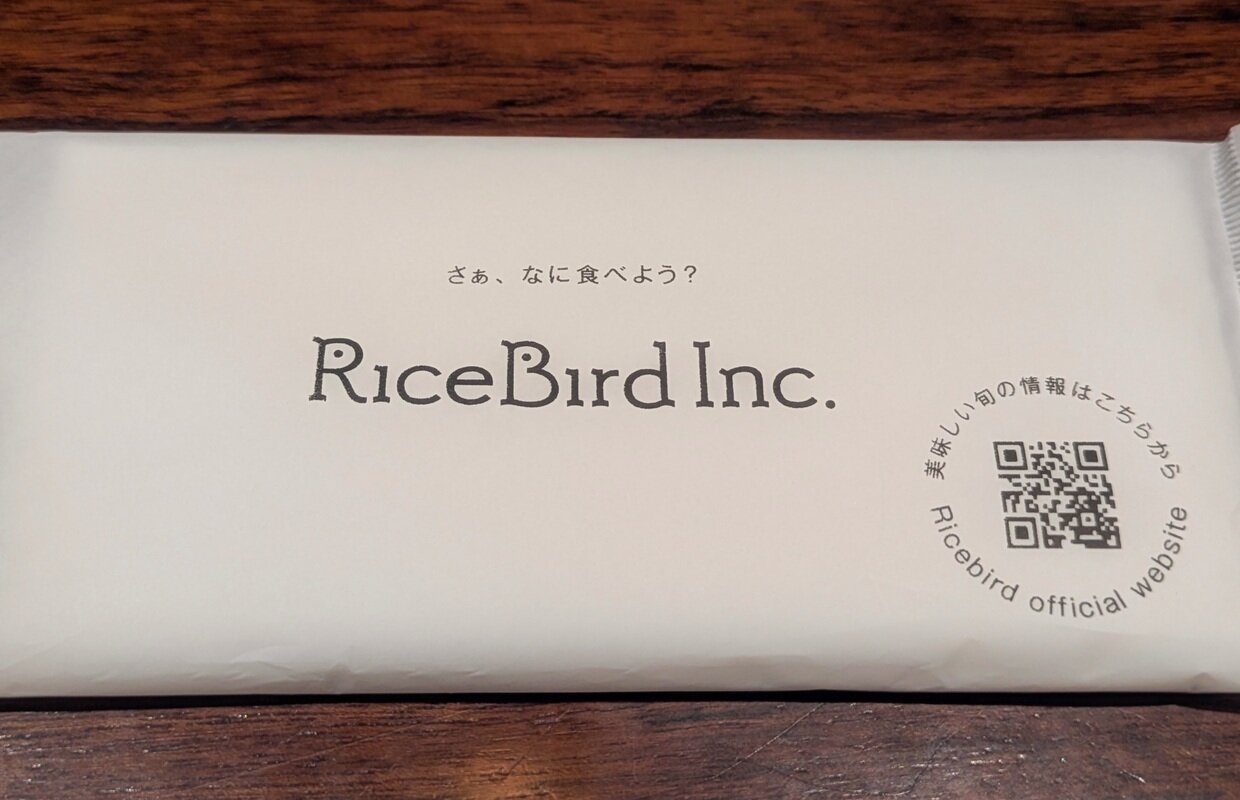 さぁ、なに食べよう?
RiceBird Inc.
美味しい旬の情報はこちらから
Ricebird official website